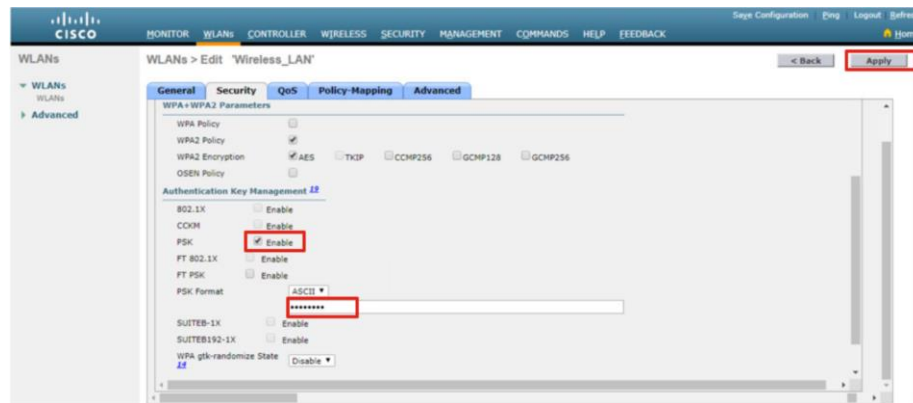 Save Configuration Ping Logout Refres
CISCO MONITOR WLANs CONTROLLER WIRELESS SECURITY MANAGEMENT COMMANDS HELP FEEDBACK Hom
WLANs WLANs > Edit 'Wireless_LAN' < Back Apply
WLANs
WLANs
Advanced
General Security QoS Policy-Mapping Advanced
WPA+WPA2 Parameters
WPA Policy
WPA2 Policy
WPA2 Encryption AES TKIP CCMP256 GCMP128 GCMP256
OSEN Policy
Authentication Key Management 19
802.1X Enable
CCKM Enable
PSK Enable
FT 802.1X Enable
FT PSK Enable
PSK Format ASCII
••••••••
SUITEB-1X Enable
SUITEB192-1X Enable
WPA gtk-randomize State Disable
14